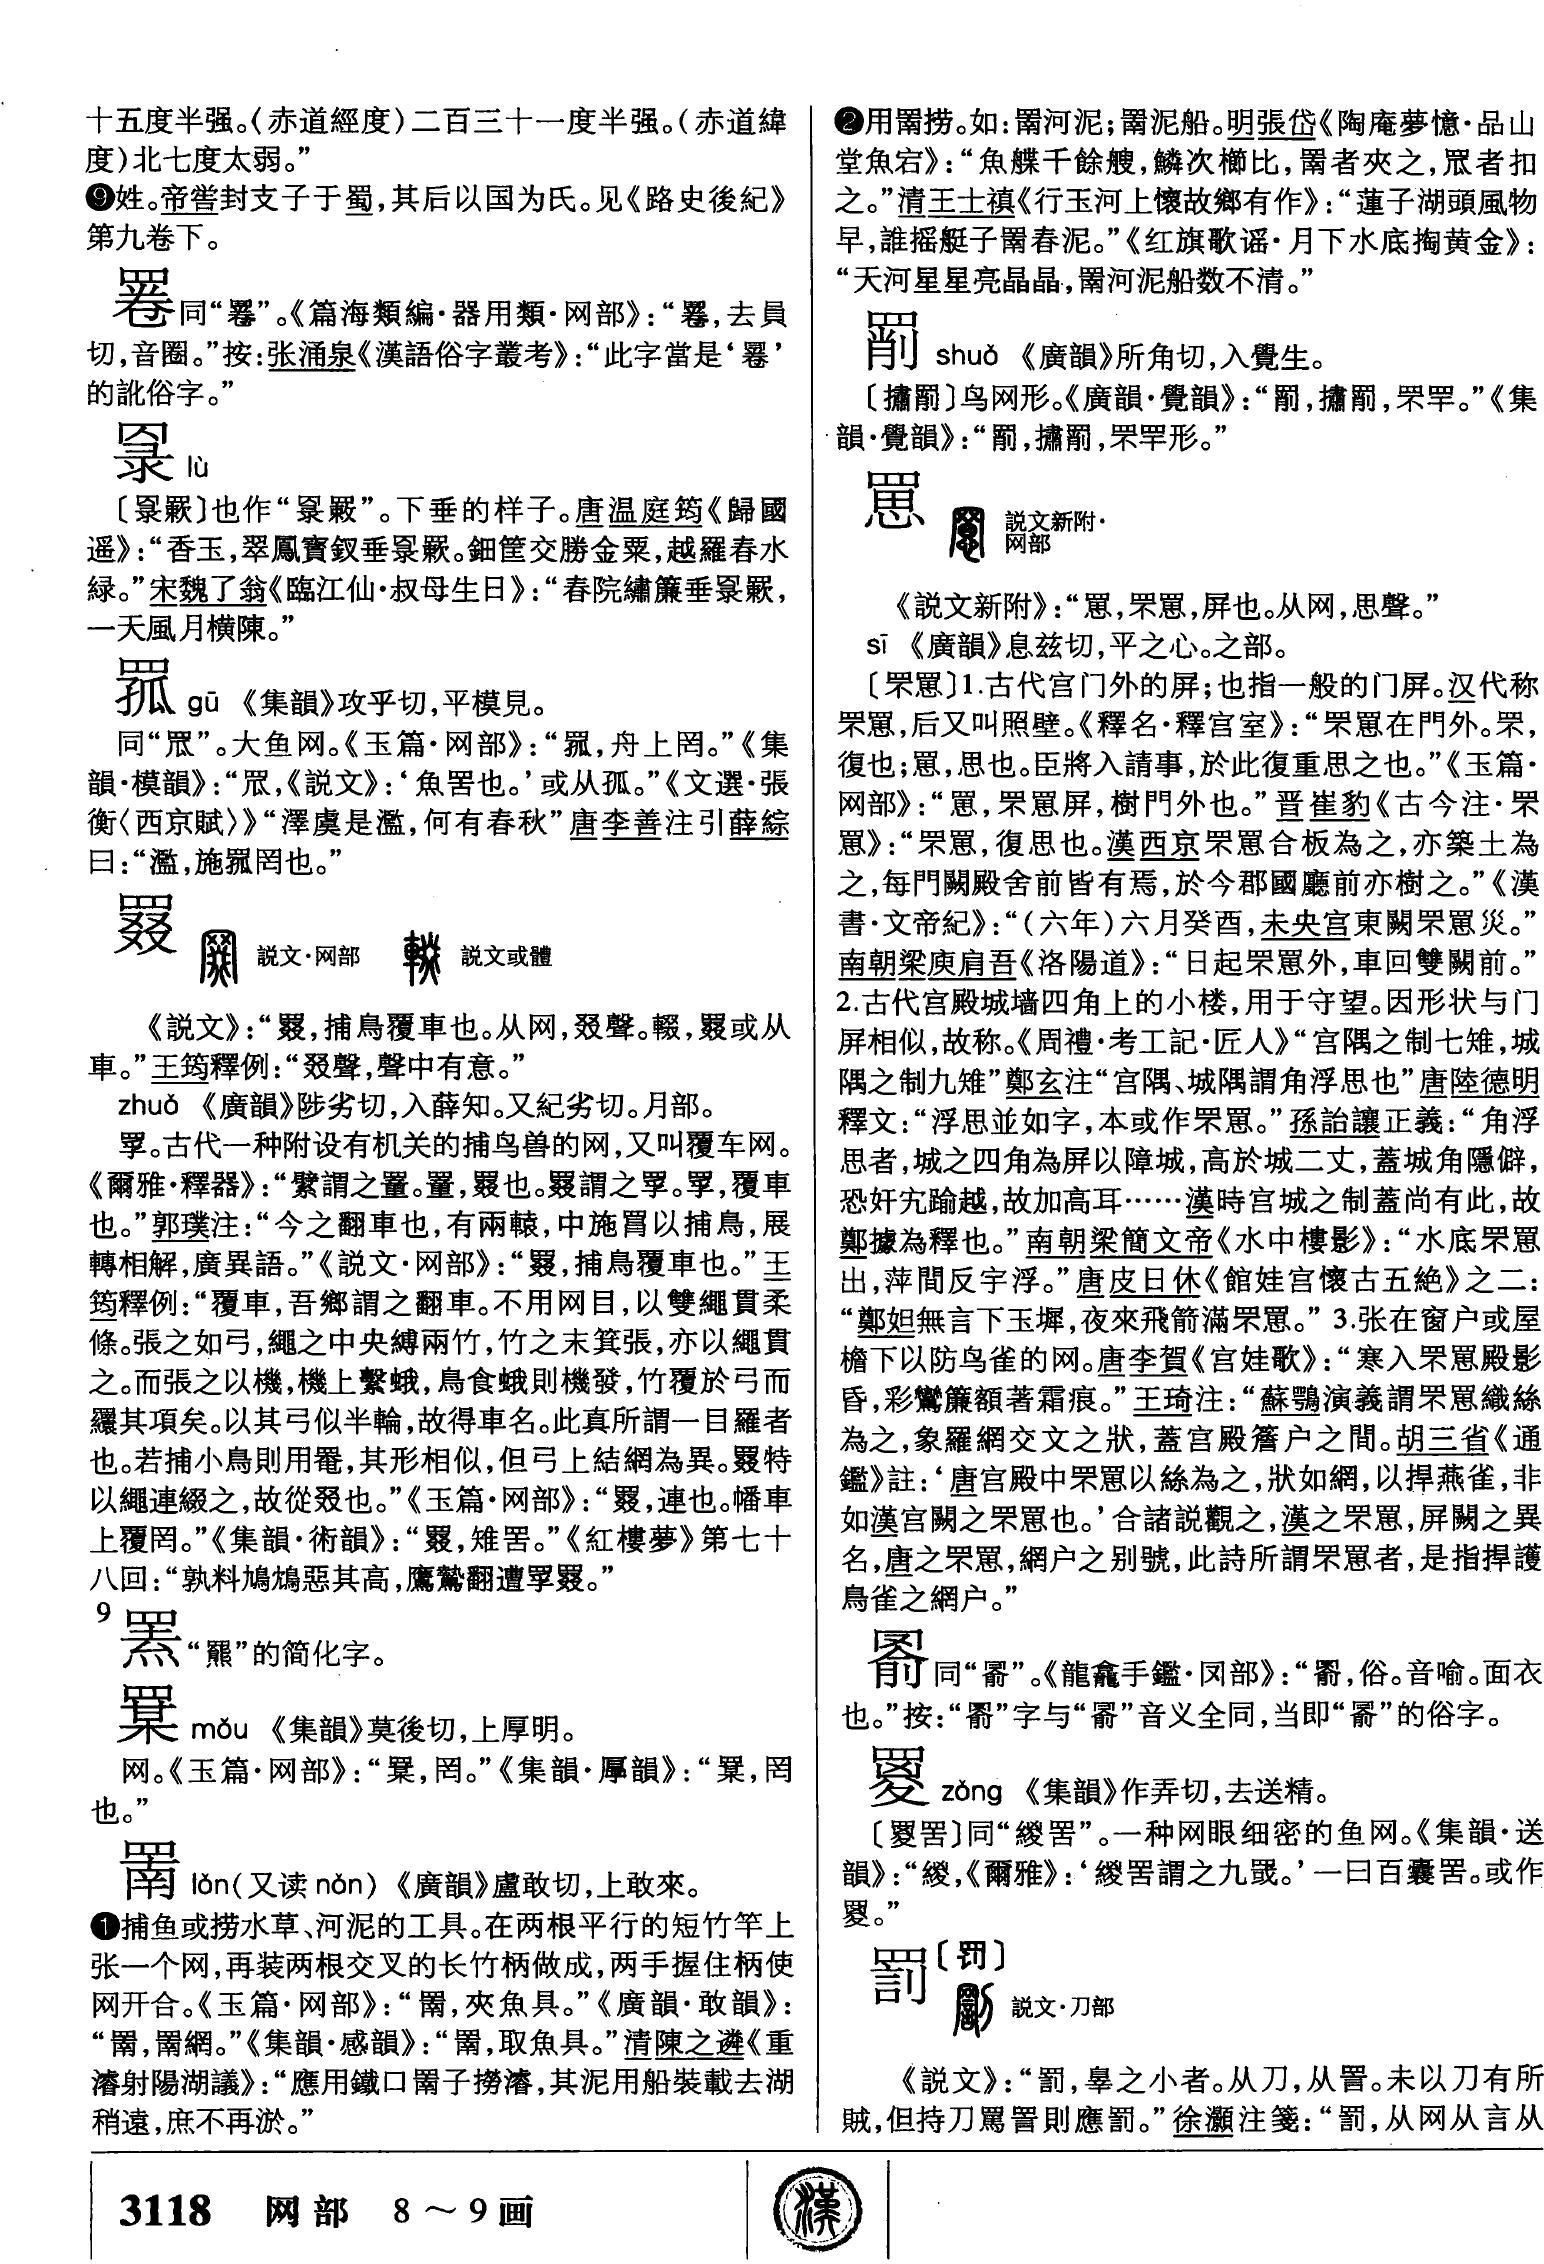 十五度半强。(赤道經度)二百三十一度半强。(赤道緯
度)北七度太弱。”
❾姓。帝嚳封支子于蜀,其后以国为氏。见《路史後紀》
第九卷下。
同“罨”。《篇海類編·器用類·网部》:“,去員
切,音圈。”按:张涌泉《漢語俗字叢考》:“此字當是‘’
的訛俗字。”
lù
〔〕也作“”。下垂的样子。唐温庭筠《歸國
遥》:“香玉,翠鳳寳釵垂。鈿筐交勝金粟,越羅春水
緑。”宋魏了翁《臨江仙·叔母生日》:“春院繡簾垂,
一天風月横陳。”
罛 gū 《集韻》攻乎切,平模見。
同“罛”。大鱼网。《玉篇·网部》:“,舟上罔。”《集
韻·模韻》:“罛,《説文》:‘魚罟也。’或从孤。”《文選·張
衡〈西京賦〉》“澤虞是濫,何有春秋”唐李善注引薛綜
曰:“濫,施罔也。”
罬 説文·网部 説文或體
《説文》:“罬,捕鳥覆車也。从网,叕聲。輟,罬或从
車。”王筠釋例:“叕聲,聲中有意。”
zhuó 《廣韻》陟劣切,入薛知。又紀劣切。月部。
罦。古代一种附设有机关的捕鸟兽的网,又叫覆车网。
《爾雅·釋器》:“繴謂之罿。罿,罬也。罬謂之罦。罦,覆車
也。”郭璞注:“今之翻車也,有兩轅,中施罥以捕鳥,展
轉相解,廣異語。”《説文·网部》:“罬,捕鳥覆車也。”王
筠釋例:“覆車,吾鄉謂之翻車。不用网目,以雙繩貫柔
條。張之如弓,繩之中央縛兩竹,竹之末箕張,亦以繩貫
之。而張之以機,機上繫蛾,鳥食蛾則機發,竹覆於弓而
繯其項矣。以其弓似半輪,故得車名。此真所謂一目羅者
也。若捕小鳥則用罨,其形相似,但弓上結網為異。罬特
以繩連綴之,故從叕也。”《玉篇·网部》:“罬,連也。幡車
上覆罔。”《集韻·術韻》:“罬,雉罟。”《紅樓夢》第七十
八回:“孰料鳩鴆惡其高,鷹鷙翻遭罦罬。”
9
罴 “羆”的简化字。
mǒu 《集韻》莫後切,上厚明。
网。《玉篇·网部》:“,罔。”《集韻·厚韻》:“,罔
也。”
罱 lǎn(又读nǎn) 《廣韻》盧敢切,上敢來。
❶捕鱼或捞水草、河泥的工具。在两根平行的短竹竿上
张一个网,再装两根交叉的长竹柄做成,两手握住柄使
网开合。《玉篇·网部》:“罱,夾魚具。”《廣韻·敢韻》:
“罱,罱網。”《集韻·感韻》:“罱,取魚具。”清陳之遴《重
濬射陽湖議》:“應用鐵口罱子撈濬,其泥用船裝載去湖
稍遠,庶不再淤。”
❷用罱捞。如:罱河泥;罱泥船。明張岱《陶庵夢憶·品山
堂魚宕》:“魚艓千餘艘,鱗次櫛比,罱者夾之,罛者扣
之。”清王士禛《行玉河上懷故鄉有作》:“蓮子湖頭風物
早,誰摇艇子罱春泥。”《红旗歌谣·月下水底掏黄金》:
“天河星星亮晶晶,罱河泥船数不清。”
shuò 《廣韻》所角切,入覺生。
〔〕鸟网形。《廣韻·覺韻》:“,,罘罕。”《集
韻·覺韻》:“,,罘罕形。”
罳 説文新附·
网部
《説文新附》:“罳,罘罳,屏也。从网,思聲。”
sī 《廣韻》息兹切,平之心。之部。
〔罘罳〕1.古代宫门外的屏;也指一般的门屏。汉代称
罘罳,后又叫照壁。《釋名·釋宫室》:“罘罳在門外。罘,
復也;罳,思也。臣將入請事,於此復重思之也。”《玉篇·
网部》:“罳,罘罳屏,樹門外也。”晋崔豹《古今注·罘
罳》:“罘罳,復思也。漢西京罘罳合板為之,亦築土為
之,每門闕殿舍前皆有焉,於今郡國廳前亦樹之。”《漢
書·文帝紀》:“(六年)六月癸酉,未央宫東闕罘罳災。”
南朝梁庾肩吾《洛陽道》:“日起罘罳外,車回雙闕前。”
2.古代宫殿城墙四角上的小楼,用于守望。因形状与门
屏相似,故称。《周禮·考工記·匠人》“宫隅之制七雉,城
隅之制九雉”鄭玄注“宫隅、城隅謂角浮思也”唐陸德明
釋文:“浮思並如字,本或作罘罳。”孫詒讓正義:“角浮
思者,城之四角為屏以障城,高於城二丈,蓋城角隱僻,
恐奸宄踰越,故加高耳……漢時宫城之制蓋尚有此,故
鄭據為釋也。”南朝梁簡文帝《水中樓影》:“水底罘罳
出,萍間反宇浮。”唐皮日休《館娃宫懷古五絶》之二:
“鄭妲無言下玉墀,夜來飛箭滿罘罳。”3.张在窗户或屋
檐下以防鸟雀的网。唐李賀《宫娃歌》:“寒入罘罳殿影
昏,彩鸞簾額著霜痕。”王琦注:“蘇鶚演義謂罘罳織絲
為之,象羅網交文之狀,蓋宫殿簷户之間。胡三省《通
鑑》註:‘唐宫殿中罘罳以絲為之,狀如網,以捍燕雀,非
如漢宫闕之罘罳也。’合諸説觀之,漢之罘罳,屏闕之異
名,唐之罘罳,網户之别號,此詩所謂罘罳者,是指捍護
鳥雀之網户。”
同“”。《龍龕手鑑·网部》:“,俗。音喻。面衣
也。”按:“”字与“”音义全同,当即“”的俗字。
罭 zǒng 《集韻》作弄切,去送精。
〔罟〕同“緵罟”。一种网眼细密的鱼网。《集韻·送
韻》:“緵,《爾雅》:‘緵罟謂之九罭。’一曰百囊罟。或作
。”
罰〔罚〕
説文·刀部
《説文》:“罰,辠之小者。从刀,从詈。未以刀有所
賊,但持刀罵詈則應罰。”徐灝注箋:“罰,从网从言从
3118 网部 8～9画
漢